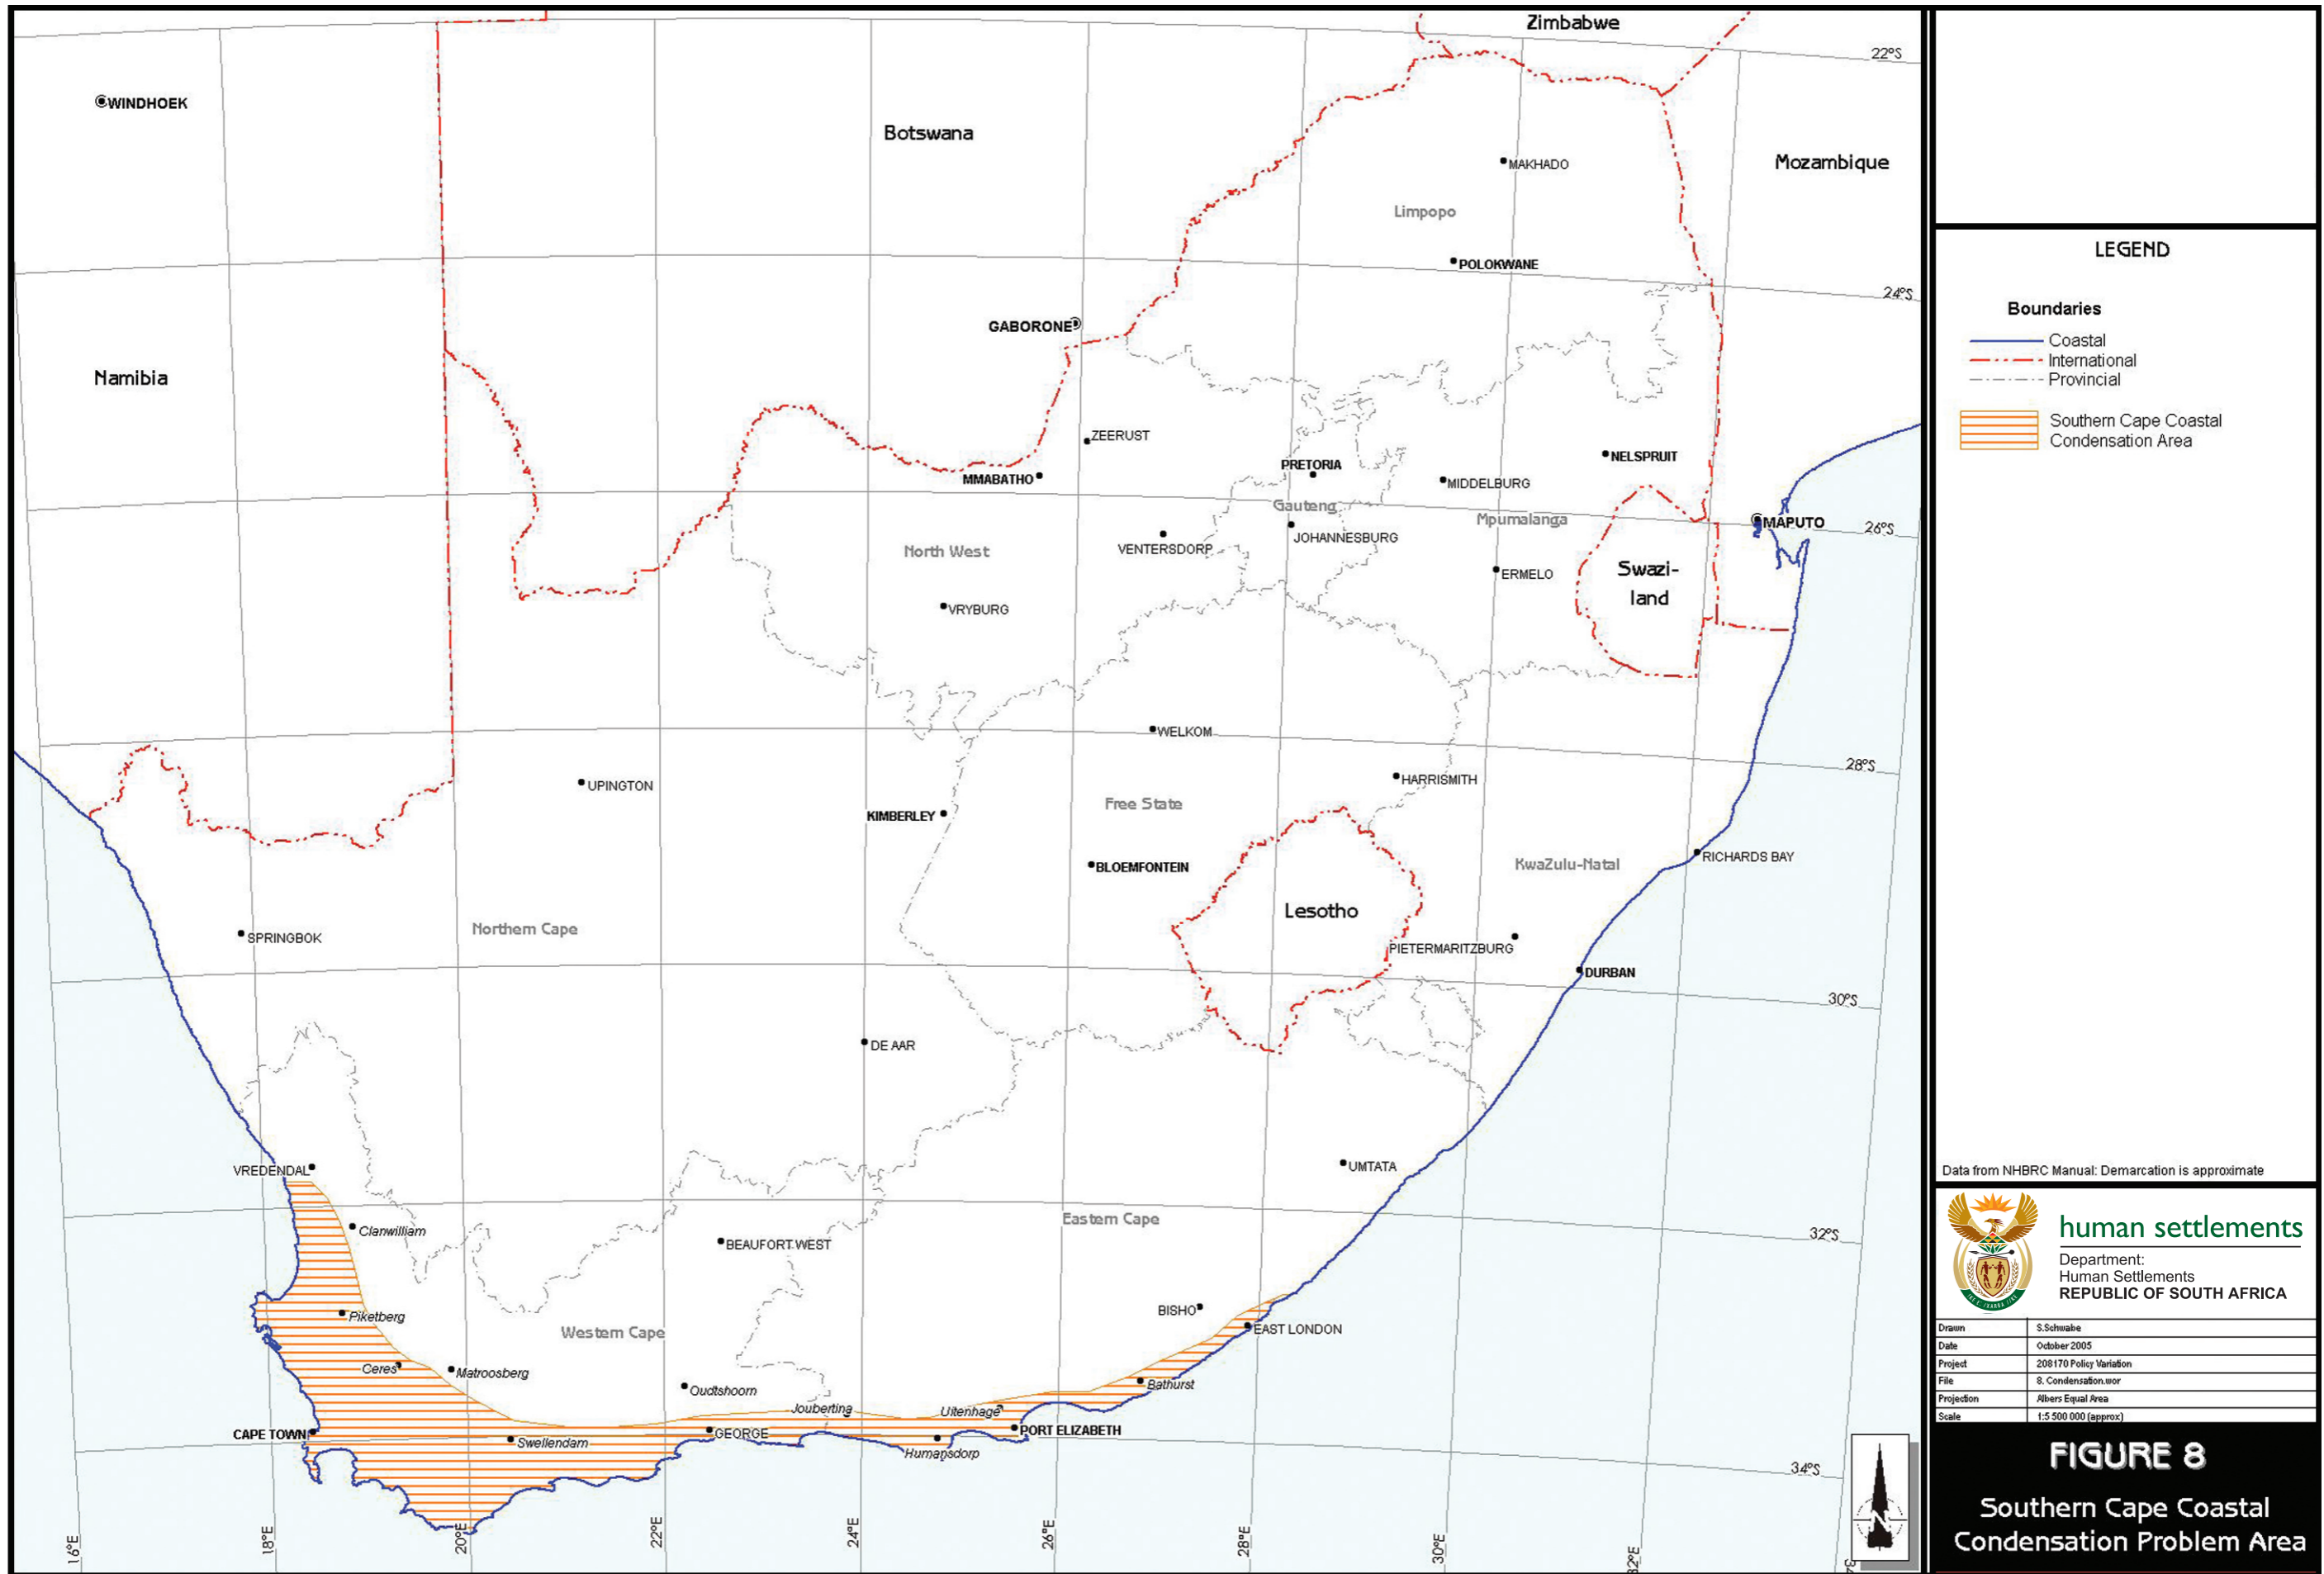 Zimbabwe
22°S
WINDHOEK
Botswana
Mozambique
MAKHADO
Limpopo
POLOKWANE
24°S
GABORONE
Namibia
ZEERUST
NELSPRUIT
PRETORIA
MMABATHO
MIDDELBURG
Gauteng
Mpumalanga
MAPUTO
26°S
JOHANNESBURG
VENTERSDORP
North West
Swazi-
land
ERMELO
VRYBURG
WELKOM
28°S
HARRISMITH
UPINGTON
Free State
KIMBERLEY
RICHARDS BAY
KwaZulu-Natal
BLOEMFONTEIN
Lesotho
Northern Cape
SPRINGBOK
PIETERMARITZBURG
DURBAN
30°S
DE AAR
VREDENDAL
UMTATA
Eastern Cape
Clanwilliam
32°S
BEAUFORT WEST
BISHO
Piketberg
EAST LONDON
Western Cape
Ceres
Matroosberg
Bathurst
Oudtshoorn
Joubertina
Uitenhage
PORT ELIZABETH
CAPE TOWN
GEORGE
Swellendam
Humansdorp
34°S
16°E
18°E
20°E
22°E
24°E
26°E
28°E
30°E
32°E
N
LEGEND
Boundaries
Coastal
International
Provincial
Southern Cape Coastal
Condensation Area
Data from NHBRC Manual: Demarcation is approximate
human settlements
Department:
Human Settlements
REPUBLIC OF SOUTH AFRICA
Drawn S.Schwabe
Date October 2005
Project 208170 Policy Variation
File 8. Condensation.wor
Projection Albers Equal Area
Scale 1:5 500 000 (approx)
FIGURE 8
Southern Cape Coastal
Condensation Problem Area